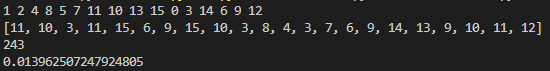 1 2 4 8 5 7 11 10 13 15 0 3 14 6 9 12
[11, 10, 3, 11, 15, 6, 9, 15, 10, 3, 8, 4, 3, 7, 6, 9, 14, 13, 9, 10, 11, 12]
243
0.013962507247924805